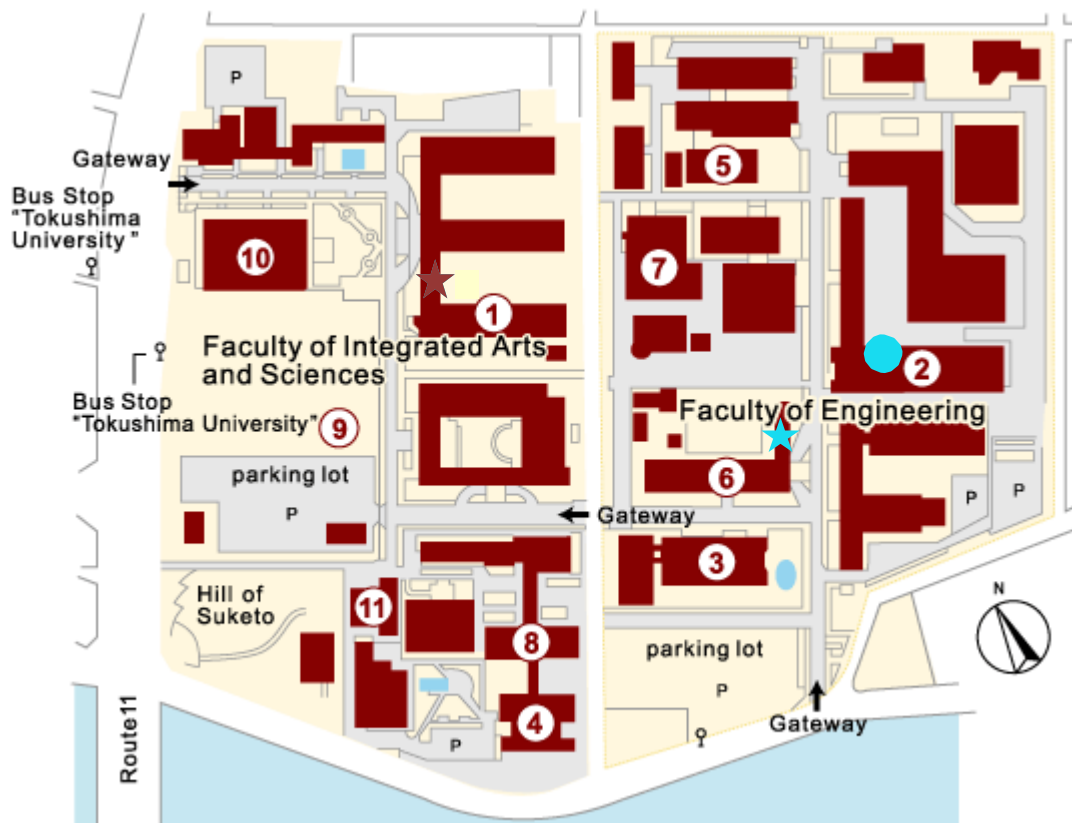 P
Gateway
Bus Stop
"Tokushima
University"
5
10
7
1
Faculty of Integrated Arts
and Sciences
2
Bus Stop
"Tokushima University"
9
Faculty of Engineering
parking lot
P
6
P
P
Gateway
3
Hill of
Suketo
11
N
8
parking lot
P
4
P
Gateway
Route11